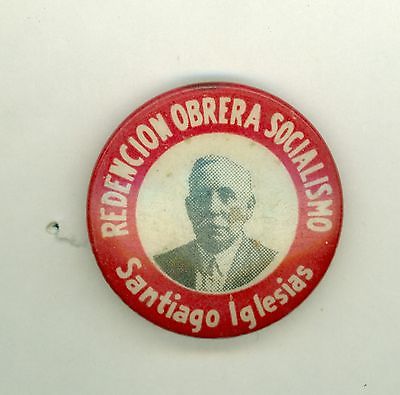 REDENCION OBRERA SOCIALISMO
Santiago Iglesias